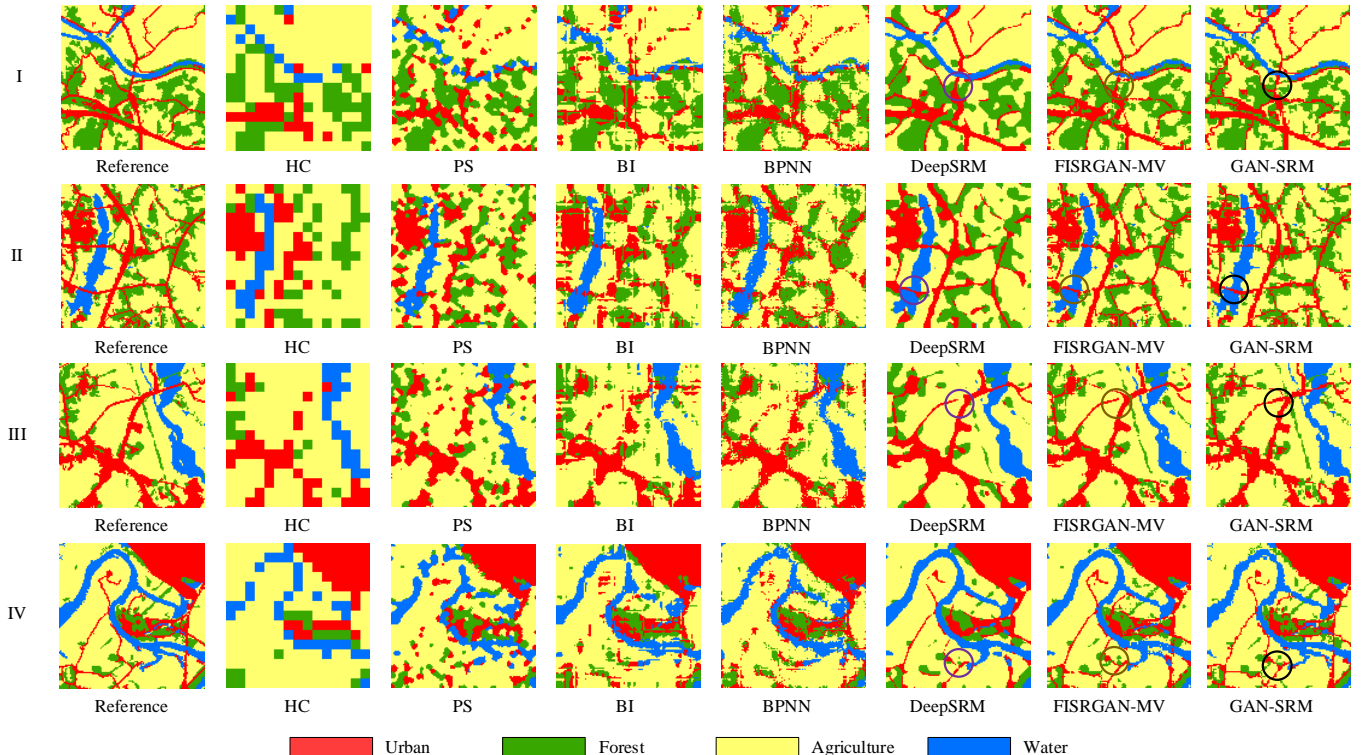 I
Reference HC PS BI BPNN DeepSRM FISRGAN-MV GAN-SRM
II
Reference HC PS BI BPNN DeepSRM FISRGAN-MV GAN-SRM
III
Reference HC PS BI BPNN DeepSRM FISRGAN-MV GAN-SRM
IV
Reference HC PS BI BPNN DeepSRM FISRGAN-MV GAN-SRM
Urban Forest Agriculture Water